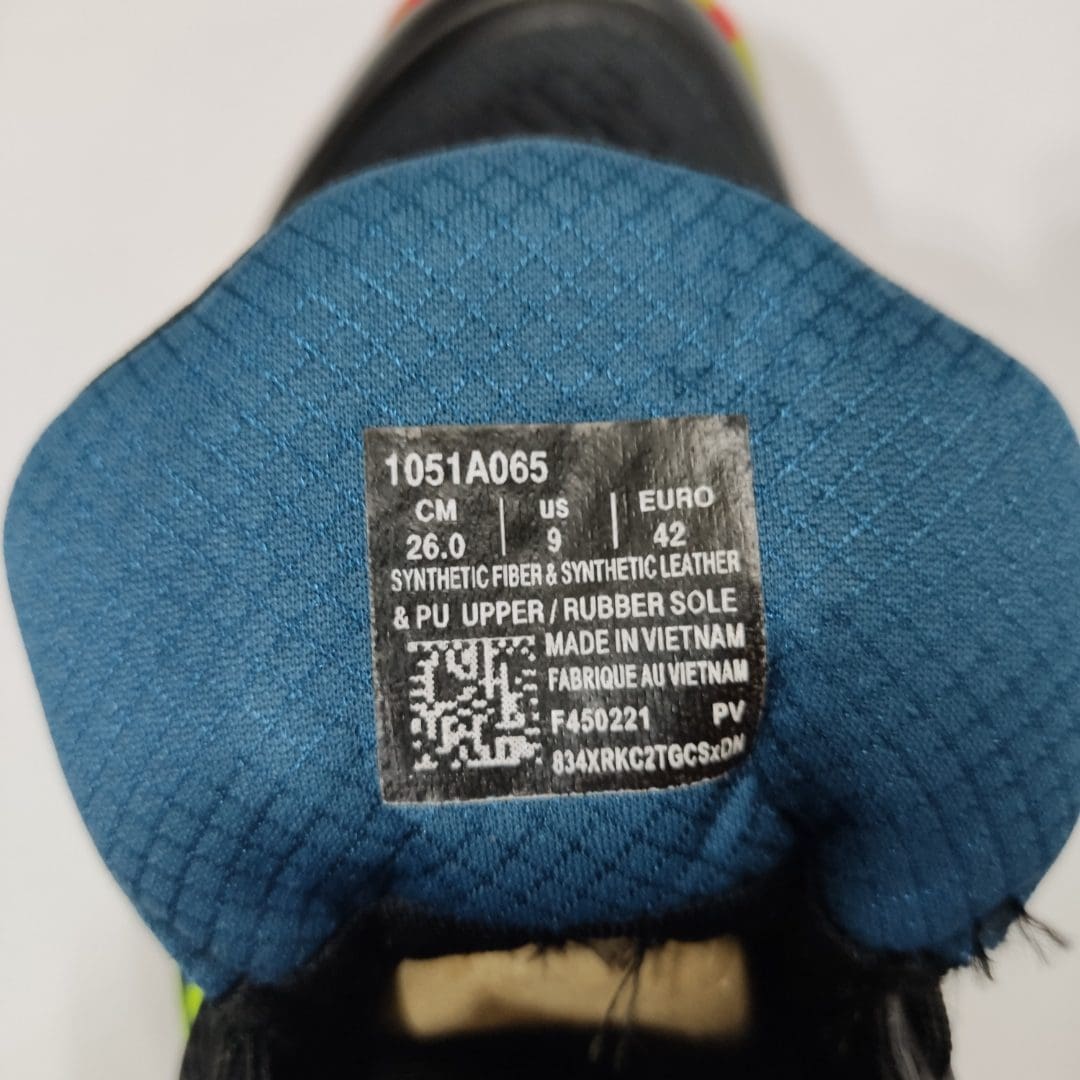 1051A065
CM | US | EURO
26.0 | 9 | 42
SYNTHETIC FIBER & SYNTHETIC LEATHER
& PU UPPER / RUBBER SOLE
MADE IN VIETNAM
FABRIQUE AU VIETNAM
F450221 PV
834XRKC2TGCSxDN